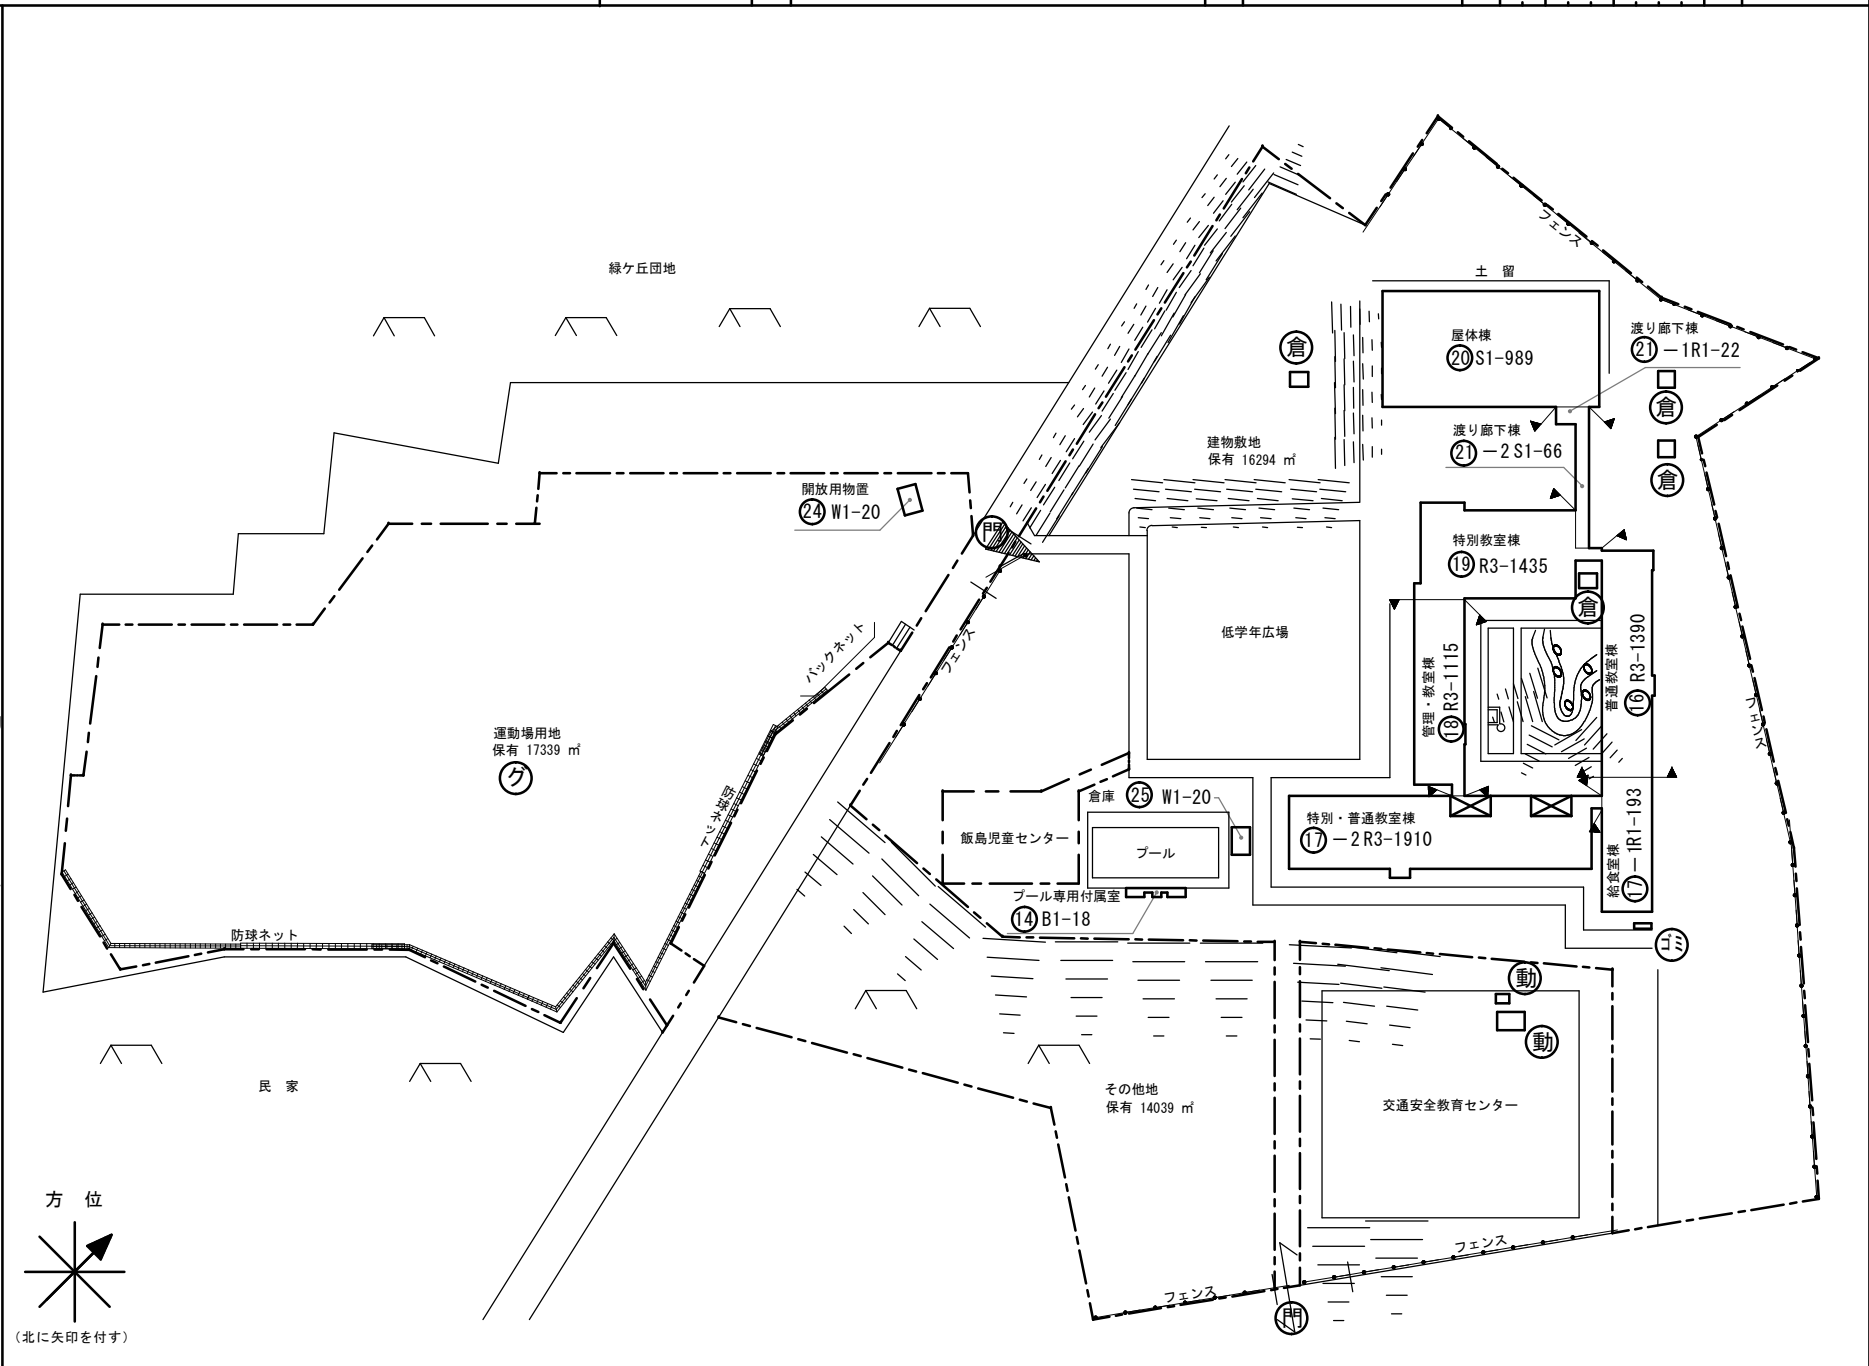 フェンス
緑ケ丘団地
土 留
渡り廊下棟
㉑-1R1-22
屋体棟
⑳S1-989
倉
倉
渡り廊下棟
㉑-2S1-66
建物敷地
保有 16294 ㎡
倉
開放用物置
㉔ W1-20
門
特別教室棟
⑲ R3-1435
倉
低学年広場
フェンス
バックネット
管理・教室棟
⑱R3-1115
普通教室棟
⑯ R3-1390
フェンス
運動場用地
保有 17339 ㎡
グ
防球ネット
倉庫 ㉕ W1-20
飯島児童センター
プール
特別・普通教室棟
⑰-2R3-1910
給食室棟
⑰-1R1-193
プール専用付属室
⑭B1-18
防球ネット
ゴミ
動
動
民 家
その他地
保有 14039 ㎡
交通安全教育センター
方 位
フェンス
フェンス
門
(北に矢印を付す)